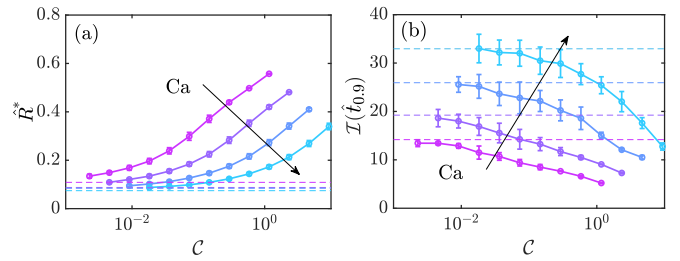 (a)
0.8
0.6
0.4
0.2
0
R̂*
Ca
10⁻²
10⁰
𝒞
(b)
40
30
20
10
0
ℐ(t̂₀.₉)
Ca
10⁻²
10⁰
𝒞